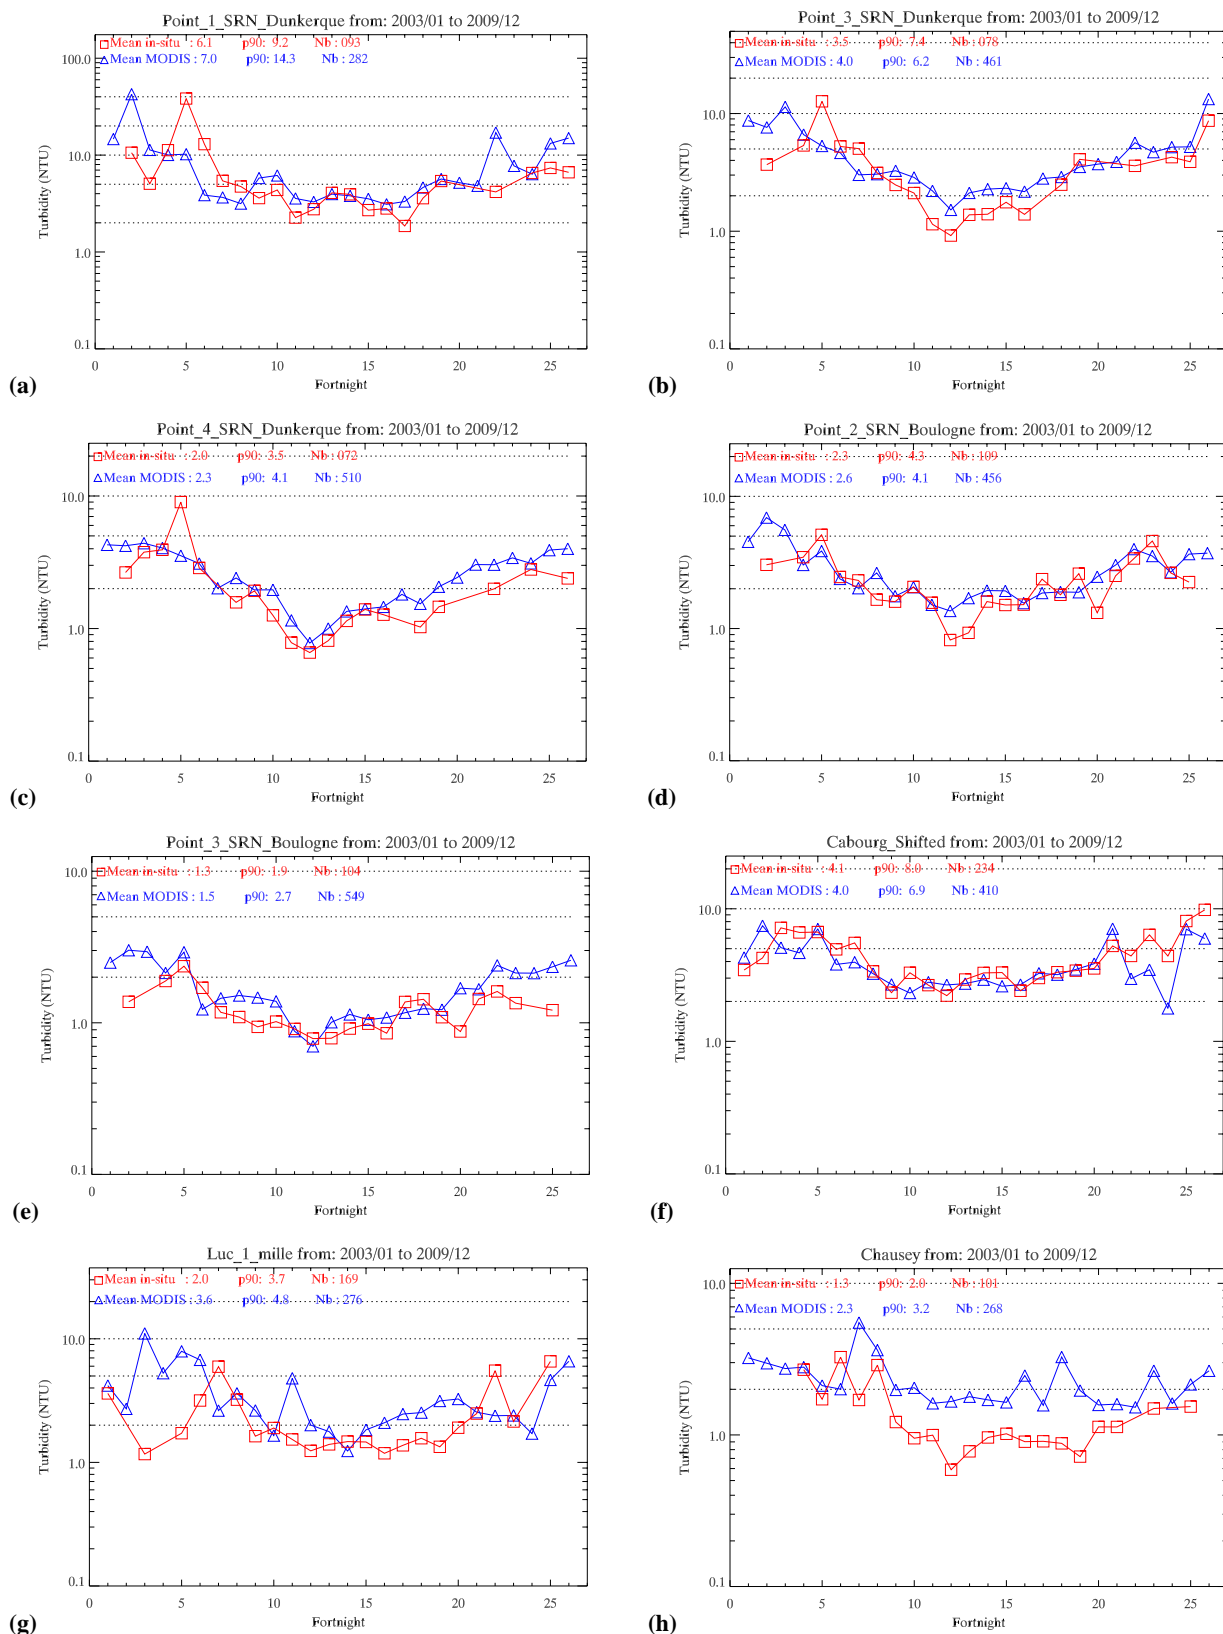 Point_1_SRN_Dunkerque from: 2003/01 to 2009/12
Mean in-situ : 6.1 p90: 9.2 Nb : 093
Mean MODIS : 7.0 p90: 14.3 Nb : 282
100.0
10.0
1.0
0.1
Turbidity (NTU)
0 5 10 15 20 25
Fortnight
(a)
Point_3_SRN_Dunkerque from: 2003/01 to 2009/12
Mean in-situ : 3.5 p90: 7.4 Nb : 078
Mean MODIS : 4.0 p90: 6.2 Nb : 461
10.0
1.0
0.1
Turbidity (NTU)
0 5 10 15 20 25
Fortnight
(b)
Point_4_SRN_Dunkerque from: 2003/01 to 2009/12
Mean in-situ : 2.0 p90: 3.5 Nb : 072
Mean MODIS : 2.3 p90: 4.1 Nb : 510
10.0
1.0
0.1
Turbidity (NTU)
0 5 10 15 20 25
Fortnight
(c)
Point_2_SRN_Boulogne from: 2003/01 to 2009/12
Mean in-situ : 2.3 p90: 4.3 Nb : 109
Mean MODIS : 2.6 p90: 4.1 Nb : 456
10.0
1.0
0.1
Turbidity (NTU)
0 5 10 15 20 25
Fortnight
(d)
Point_3_SRN_Boulogne from: 2003/01 to 2009/12
Mean in-situ : 1.3 p90: 1.9 Nb : 104
Mean MODIS : 1.5 p90: 2.7 Nb : 549
10.0
1.0
0.1
Turbidity (NTU)
0 5 10 15 20 25
Fortnight
(e)
Cabourg_Shifted from: 2003/01 to 2009/12
Mean in-situ : 4.1 p90: 8.0 Nb : 234
Mean MODIS : 4.0 p90: 6.9 Nb : 410
10.0
1.0
0.1
Turbidity (NTU)
0 5 10 15 20 25
Fortnight
(f)
Luc_1_mille from: 2003/01 to 2009/12
Mean in-situ : 2.0 p90: 3.7 Nb : 169
Mean MODIS : 3.6 p90: 4.8 Nb : 276
10.0
1.0
0.1
Turbidity (NTU)
0 5 10 15 20 25
Fortnight
(g)
Chausey from: 2003/01 to 2009/12
Mean in-situ : 1.3 p90: 2.0 Nb : 101
Mean MODIS : 2.3 p90: 3.2 Nb : 268
10.0
1.0
0.1
Turbidity (NTU)
0 5 10 15 20 25
Fortnight
(h)